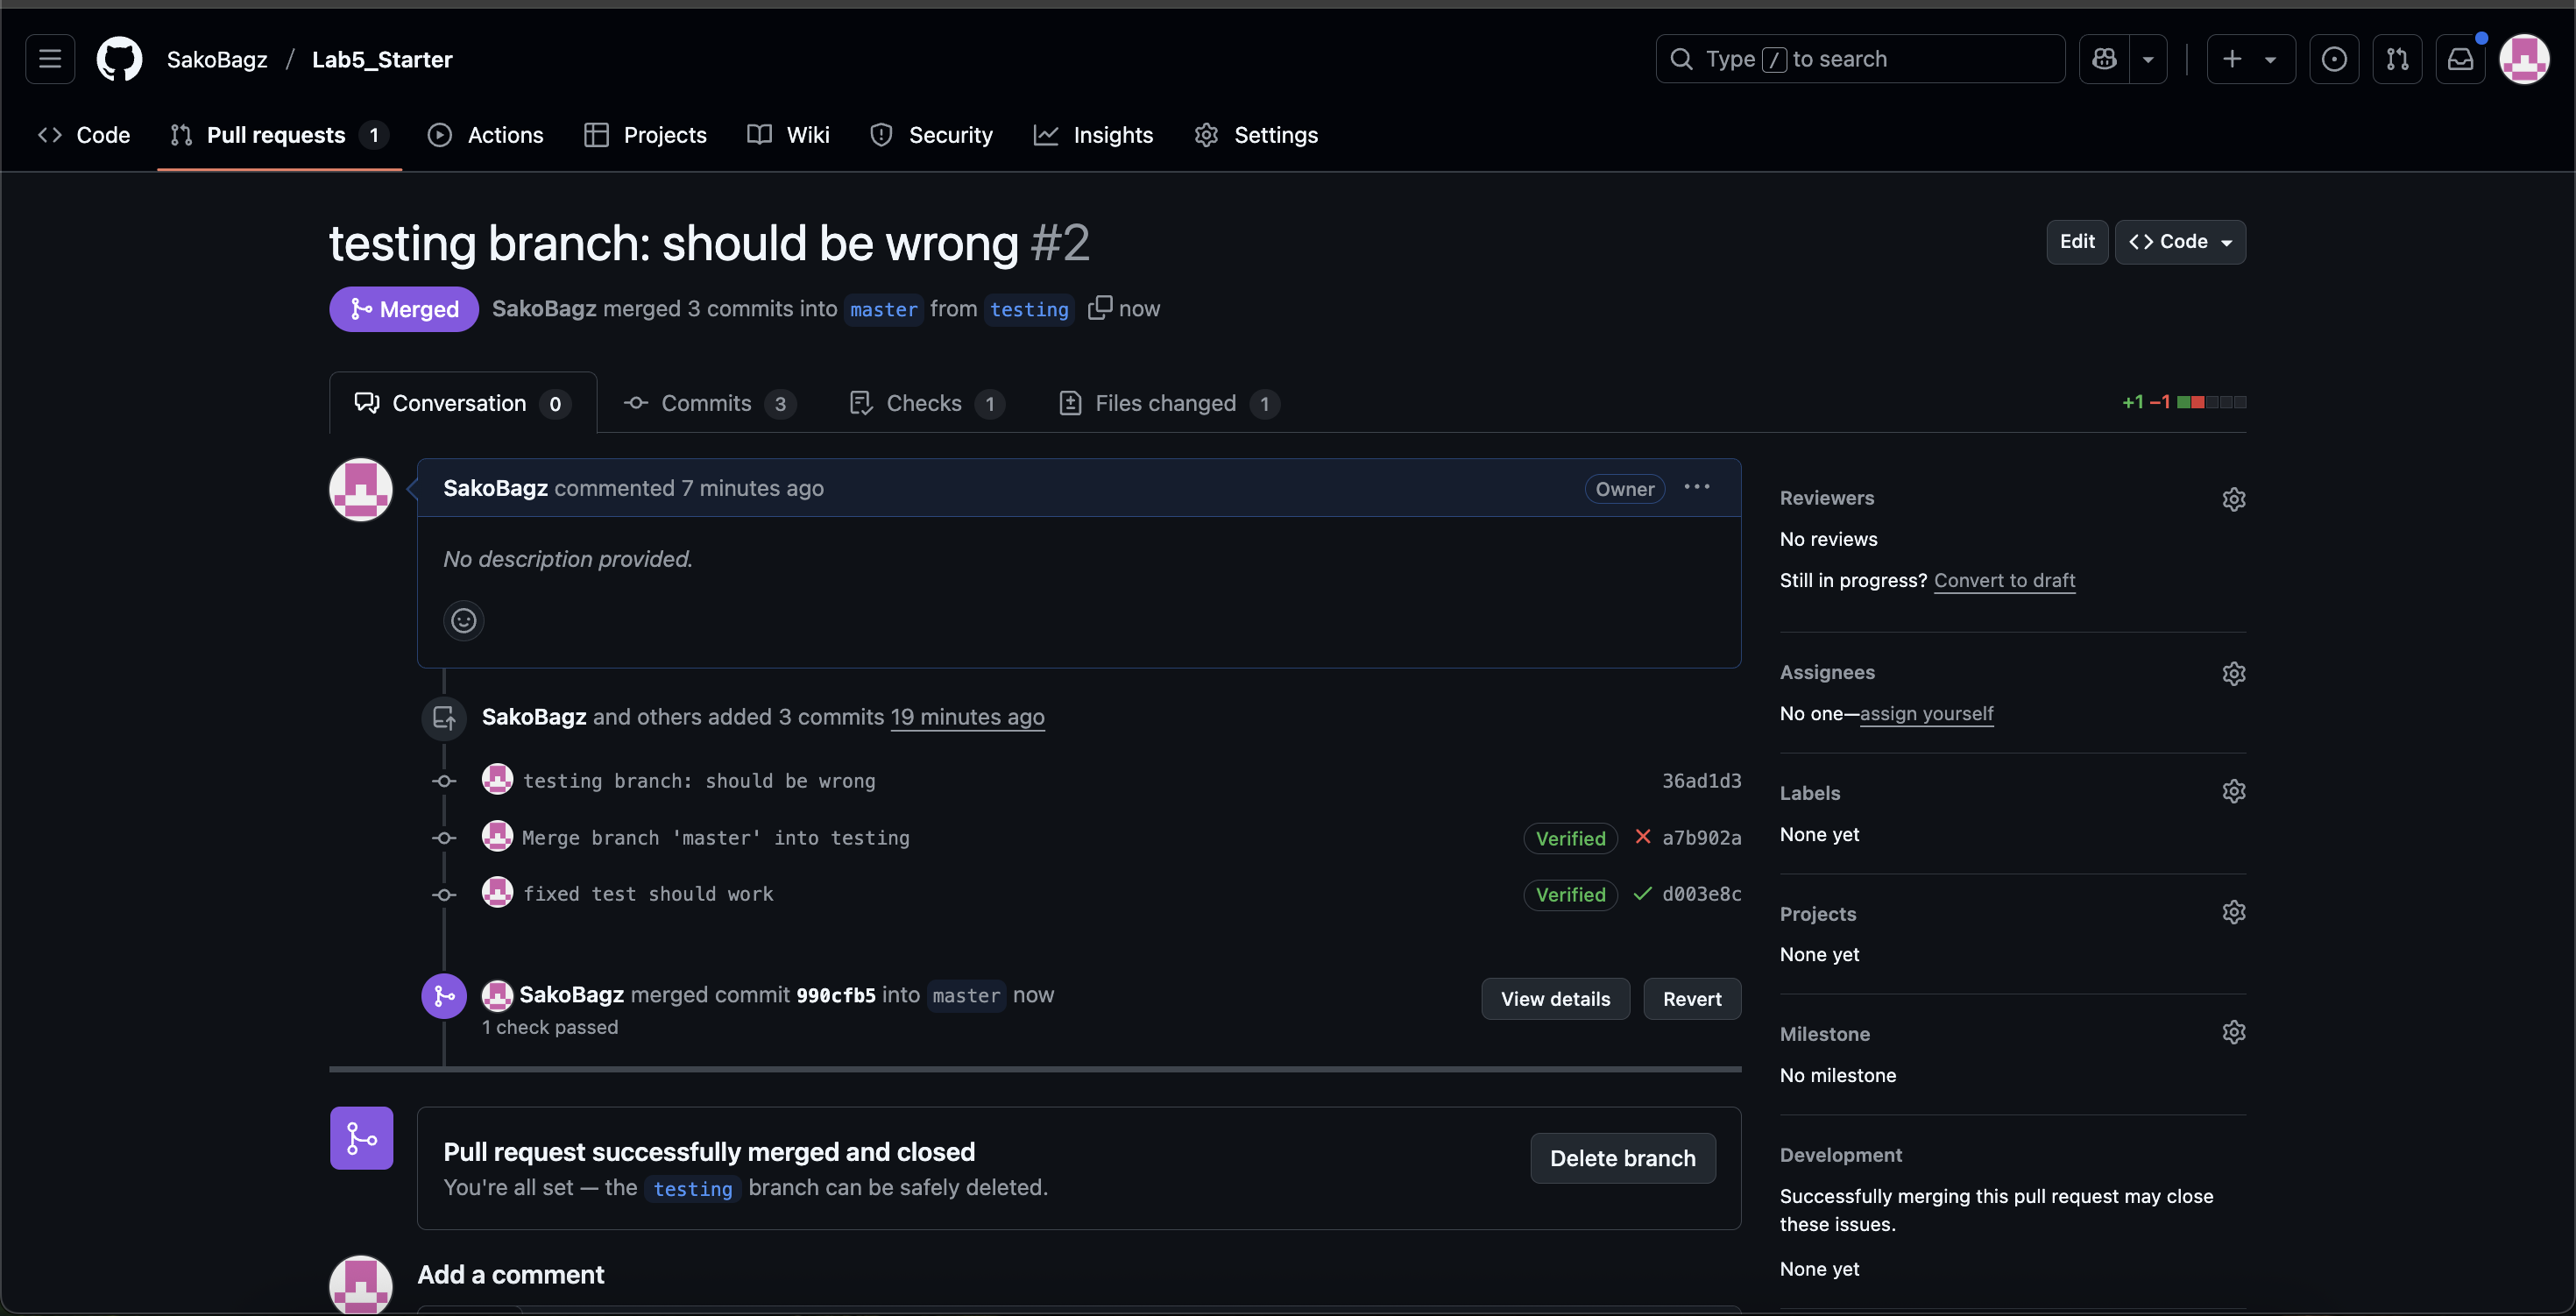 SakoBagz / Lab5_Starter
Type / to search
Code
Pull requests 1
Actions
Projects
Wiki
Security
Insights
Settings
testing branch: should be wrong #2
Edit
Code
Merged
SakoBagz merged 3 commits into master from testing now
Conversation 0
Commits 3
Checks 1
Files changed 1
+1 −1
SakoBagz commented 7 minutes ago
Owner
No description provided.
SakoBagz and others added 3 commits 19 minutes ago
testing branch: should be wrong 36ad1d3
Merge branch 'master' into testing Verified a7b902a
fixed test should work Verified d003e8c
SakoBagz merged commit 990cfb5 into master now
1 check passed
View details
Revert
Pull request successfully merged and closed
You're all set — the testing branch can be safely deleted.
Delete branch
Add a comment
Reviewers
No reviews
Still in progress? Convert to draft
Assignees
No one—assign yourself
Labels
None yet
Projects
None yet
Milestone
No milestone
Development
Successfully merging this pull request may close
these issues.
None yet